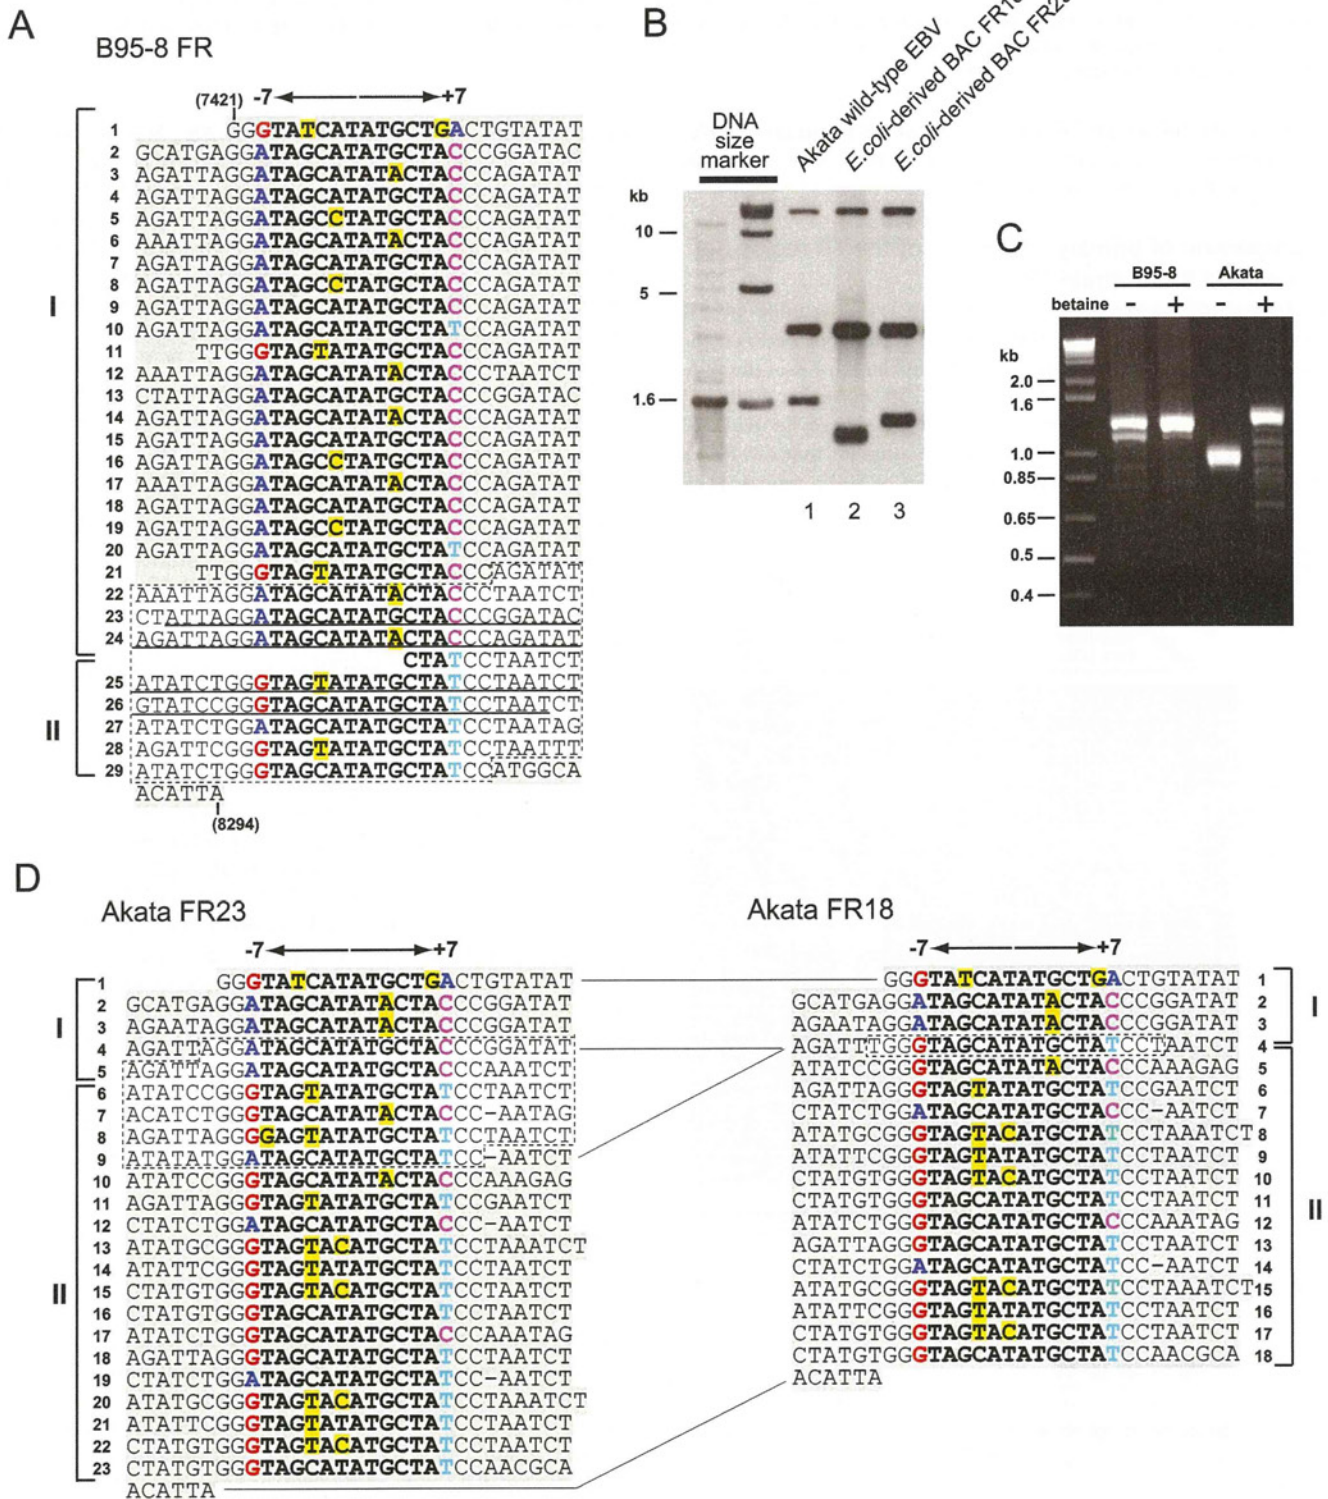 A
B95-8 FR
(7421)
-7
+7
I
1 GGGTATCATATGCTGACTGTATAT
2 GCATGAGGATAGCATATGCTACCCGGATAC
3 AGATTAGGATAGCATATACTACCCAGATAT
4 AGATTAGGATAGCATATGCTACCCAGATAT
5 AGATTAGGATAGCCTATGCTACCCAGATAT
6 AAATTAGGATAGCATATACTACCCAGATAT
7 AGATTAGGATAGCATATGCTACCCAGATAT
8 AGATTAGGATAGCCTATGCTACCCAGATAT
9 AGATTAGGATAGCATATGCTACCCAGATAT
10 AGATTAGGATAGCATATGCTATCCAGATAT
11 TTGGGTAGTATATGCTACCCAGATAT
12 AAATTAGGATAGCATATACTACCCTAATCT
13 CTATTAGGATAGCATATGCTACCCGGATAC
14 AGATTAGGATAGCATATACTACCCAGATAT
15 AGATTAGGATAGCATATGCTACCCAGATAT
16 AGATTAGGATAGCCTATGCTACCCAGATAT
17 AAATTAGGATAGCATATACTACCCAGATAT
18 AGATTAGGATAGCATATGCTACCCAGATAT
19 AGATTAGGATAGCCTATGCTACCCAGATAT
20 AGATTAGGATAGCATATGCTATCCAGATAT
21 TTGGGTAGTATATGCTACCCAGATAT
22 AAATTAGGATAGCATATACTACCCTAATCT
23 CTATTAGGATAGCATATGCTACCCGGATAC
24 AGATTAGGATAGCATATACTACCCAGATAT
CTATCCTAATCT
II
25 ATATCTGGGTAGTATATGCTATCCTAATCT
26 GTATCCGGGTAGCATATGCTATCCTAATCT
27 ATATCTGGATAGCATATGCTATCCTAATAG
28 AGATTCGGGTAGTATATGCTATCCTAATTT
29 ATATCTGGGTAGCATATGCTATCCATGGCA
ACATTA
(8294)
B
DNA
size
marker
Akata wild-type EBV
E.coli-derived BAC
E.coli-derived BAC
kb
10
5
1.6
1 2 3
C
B95-8 Akata
betaine - + - +
kb
2.0
1.6
1.0
0.85
0.65
0.5
0.4
D
Akata FR23
-7 +7
I
1 GGGTATCATATGCTGACTGTATAT
2 GCATGAGGATAGCATATACTACCCGGATAT
3 AGAATAGGATAGCATATACTACCCGGATAT
4 AGATTAGGATAGCATATGCTACCCGGATAT
5 AGATTAGGATAGCATATGCTACCCAAATCT
II
6 ATATCCGGGTAGTATATGCTATCCTAATCT
7 ACATCTGGGTAGCATATACTACCC-AATAG
8 AGATTAGGGGAGTATATGCTATCCTAATCT
9 ATATATGGATAGCATATGCTATCC-AATCT
10 ATATCCGGGTAGCATATACTACCCAAAGAG
11 AGATTAGGGTAGTATATGCTATCCGAATCT
12 CTATCTGGATAGCATATGCTACCC-AATCT
13 ATATGCGGGTAGTACATGCTATCCTAAATCT
14 ATATTCGGGTAGTATATGCTATCCTAATCT
15 CTATGTGGGTAGTACATGCTATCCTAATCT
16 CTATGTGGGTAGCATATGCTATCCTAATCT
17 ATATCTGGGTAGCATATGCTACCCAAATAG
18 AGATTAGGGTAGCATATGCTATCCTAATCT
19 CTATCTGGATAGCATATGCTATCC-AATCT
20 ATATGCGGGTAGTACATGCTATCCTAAATCT
21 ATATTCGGGTAGTATATGCTATCCTAATCT
22 CTATGTGGGTAGTACATGCTATCCTAATCT
23 CTATGTGGGTAGCATATGCTATCCAACGCA
ACATTA
Akata FR18
-7 +7
GGGTATCATATGCTGACTGTATAT 1
GCATGAGGATAGCATATACTACCCGGATAT 2
AGAATAGGATAGCATATACTACCCGGATAT 3
I
AGATTTGGGTAGCATATGCTATCCTAATCT 4
ATATCCGGGTAGCATATACTACCCAAAGAG 5
AGATTAGGGTAGTATATGCTATCCGAATCT 6
CTATCTGGATAGCATATGCTACCC-AATCT 7
ATATGCGGGTAGTACATGCTATCCTAAATCT 8
ATATTCGGGTAGTATATGCTATCCTAATCT 9
CTATGTGGGTAGTACATGCTATCCTAATCT 10
CTATGTGGGTAGCATATGCTATCCTAATCT 11
ATATCTGGGTAGCATATGCTACCCAAATAG 12
AGATTAGGGTAGCATATGCTATCCTAATCT 13
CTATCTGGATAGCATATGCTATCC-AATCT 14
ATATGCGGGTAGTACATGCTATCCTAAATCT 15
ATATTCGGGTAGTATATGCTATCCTAATCT 16
CTATGTGGGTAGTACATGCTATCCTAATCT 17
CTATGTGGGTAGCATATGCTATCCAACGCA 18
II
ACATTA